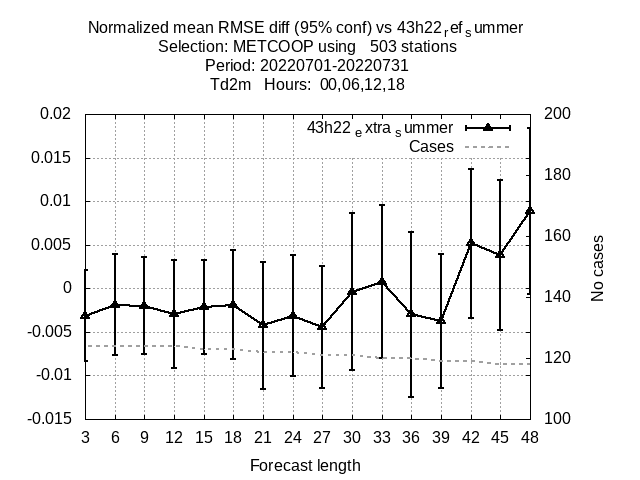 Normalized mean RMSE diff (95% conf) vs 43h22refsummer
Selection: METCOOP using   503 stations
Period: 20220701-20220731
Td2m   Hours:  00,06,12,18
0.02
0.015
0.01
0.005
0
-0.005
-0.01
-0.015
43h22extrasummer
Cases
200
180
160
140
120
100
No cases
3 6 9 12 15 18 21 24 27 30 33 36 39 42 45 48
Forecast length